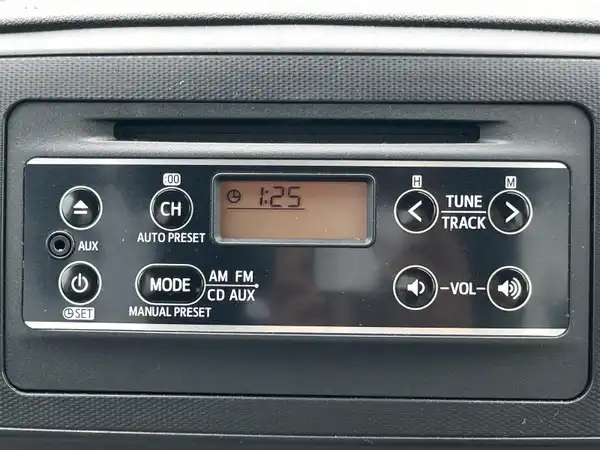 1:25
:00
CH
AUTO PRESET
H
M
TUNE
TRACK
AUX
MODE
AM FM
CD AUX
MANUAL PRESET
VOL
SET